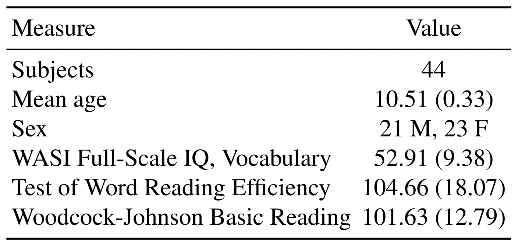 Measure Value
Subjects 44
Mean age 10.51 (0.33)
Sex 21 M, 23 F
WASI Full-Scale IQ, Vocabulary 52.91 (9.38)
Test of Word Reading Efficiency 104.66 (18.07)
Woodcock-Johnson Basic Reading 101.63 (12.79)